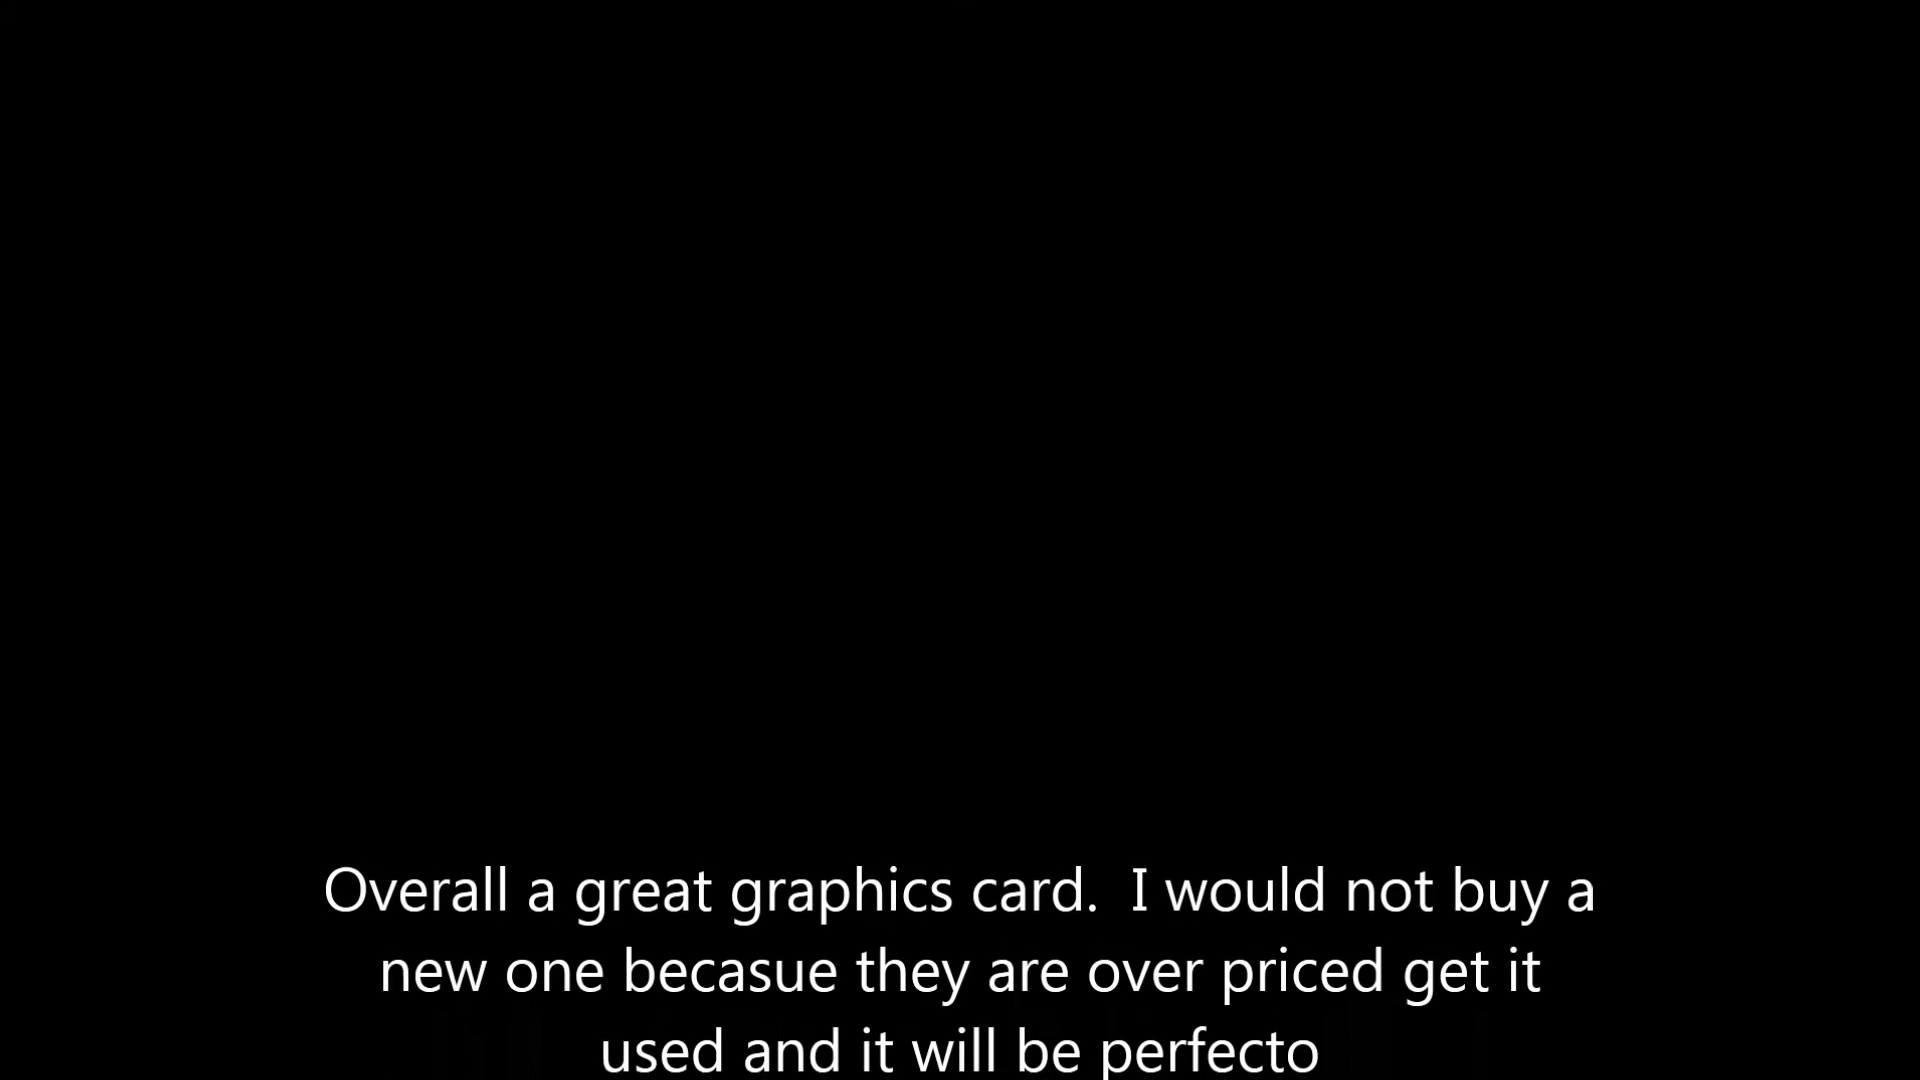 Overall a great graphics card.  I would not buy a
new one becasue they are over priced get it
used and it will be perfecto